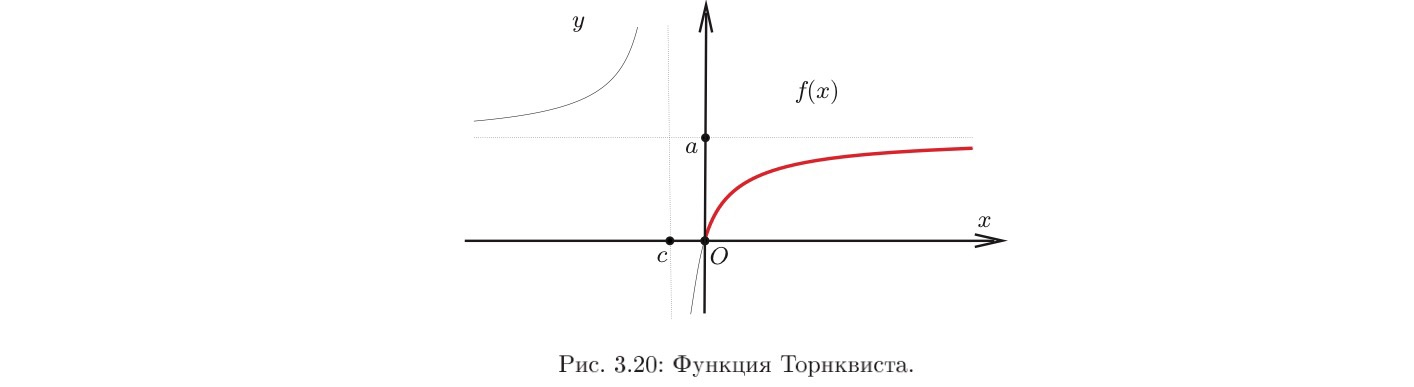 y
f(x)
a
x
c
O
Рис. 3.20: Функция Торнквиста.